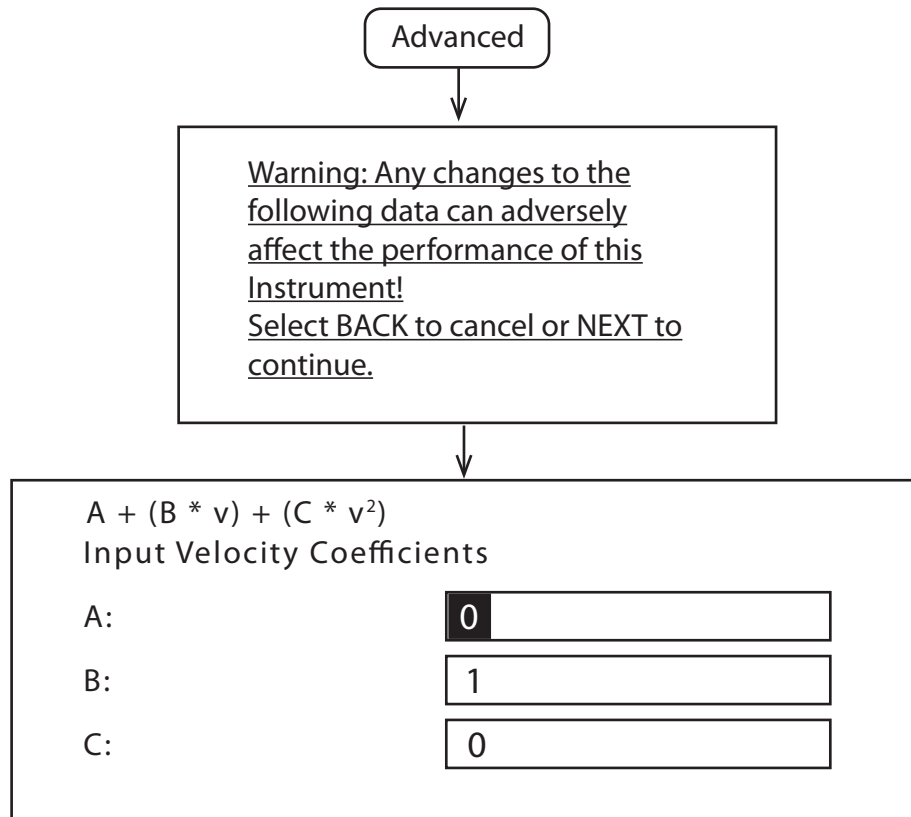 Advanced
Warning: Any changes to the
following data can adversely
affect the performance of this
Instrument!
Select BACK to cancel or NEXT to
continue.
A + (B * v) + (C * v²)
Input Velocity Coefficients
A: 0
B: 1
C: 0